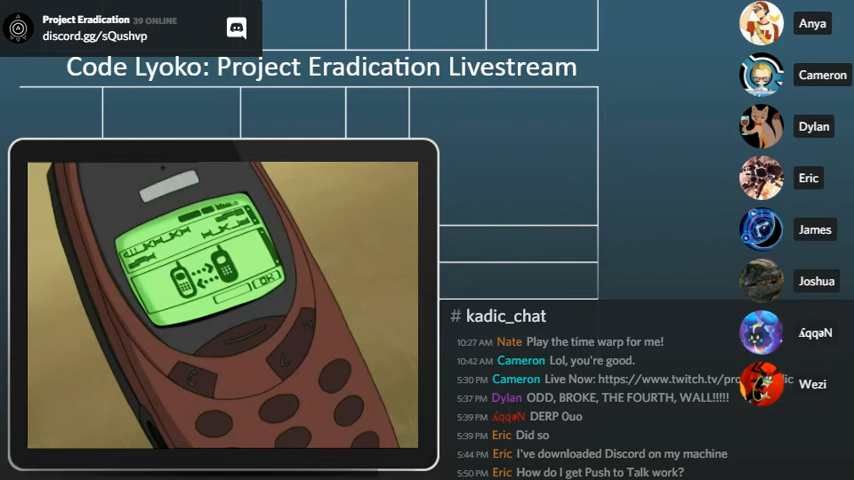 Project Eradication 39 ONLINE
discord.gg/sQushvp
Code Lyoko: Project Eradication Livestream
Anya
Cameron
Dylan
Eric
James
Joshua
ʎqqǝN
Wezi
# kadic_chat
10:27 AM Nate Play the time warp for me!
10:42 AM Cameron Lol, you're good.
5:30 PM Cameron Live Now: https://www.twitch.tv/pro
5:37 PM Dylan ODD, BROKE, THE FOURTH, WALL!!!!!
5:39 PM ʎqqǝN DERP 0uo
5:39 PM Eric Did so
5:44 PM Eric I've downloaded Discord on my machine
5:50 PM Eric How do I get Push to Talk work?
C